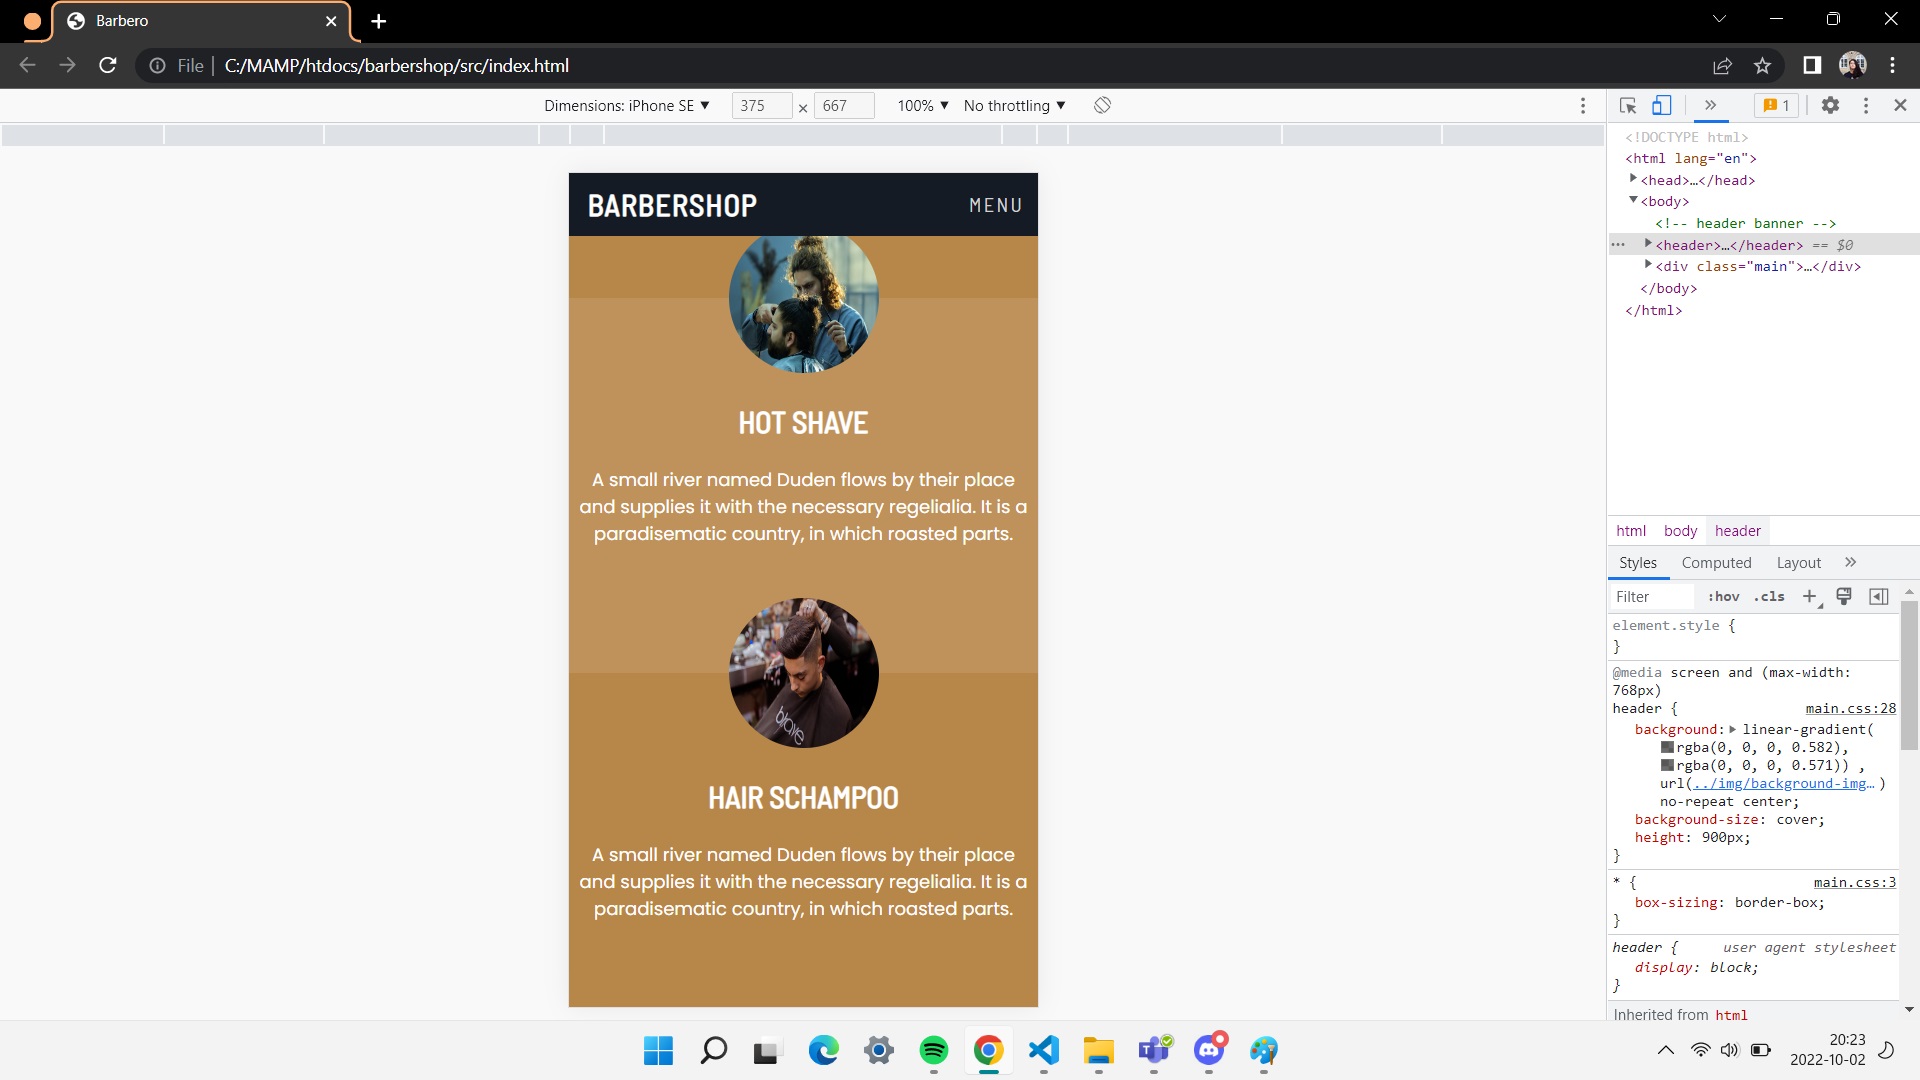 Barbero
File
C:/MAMP/htdocs/barbershop/src/index.html
Dimensions: iPhone SE ▼ 375 × 667 100% ▼ No throttling ▼
1
BARBERSHOP
MENU
HOT SHAVE
A small river named Duden flows by their place
and supplies it with the necessary regelialia. It is a
paradisematic country, in which roasted parts.
blave
HAIR SCHAMPOO
A small river named Duden flows by their place
and supplies it with the necessary regelialia. It is a
paradisematic country, in which roasted parts.
<!DOCTYPE html>
<html lang="en">
<head>…</head>
<body>
<!-- header banner -->
<header>…</header> == $0
<div class="main">…</div>
</body>
</html>
html body header
Styles Computed Layout
Filter :hov .cls
element.style {
}
@media screen and (max-width:
768px)
header { main.css:28
background: linear-gradient(
rgba(0, 0, 0, 0.582),
rgba(0, 0, 0, 0.571)) ,
url(../img/background-img…)
no-repeat center;
background-size: cover;
height: 900px;
}
* { main.css:3
box-sizing: border-box;
}
header { user agent stylesheet
display: block;
}
Inherited from html
20:23
2022-10-02